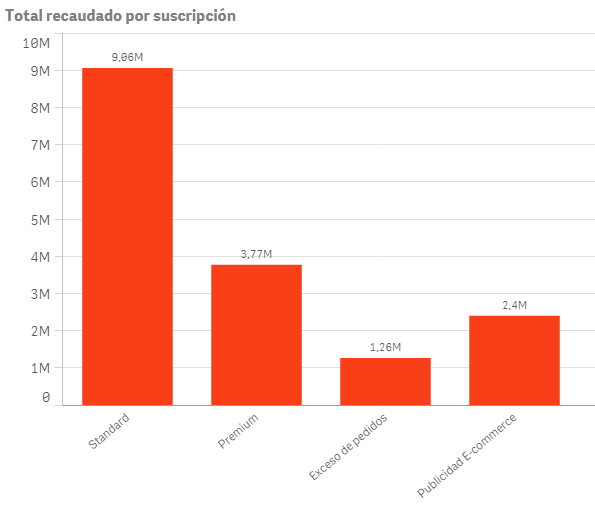 Total recaudado por suscripción
10M
9M
8M
7M
6M
5M
4M
3M
2M
1M
0
9,06M
3,77M
1,26M
2,4M
Standard
Premium
Exceso de pedidos
Publicidad E-commerce